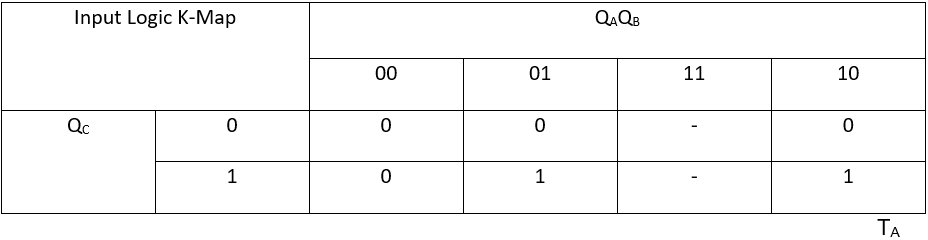 Input Logic K-Map QAQB
00 01 11 10
QC 0 0 0 - 0
1 0 1 - 1
TA